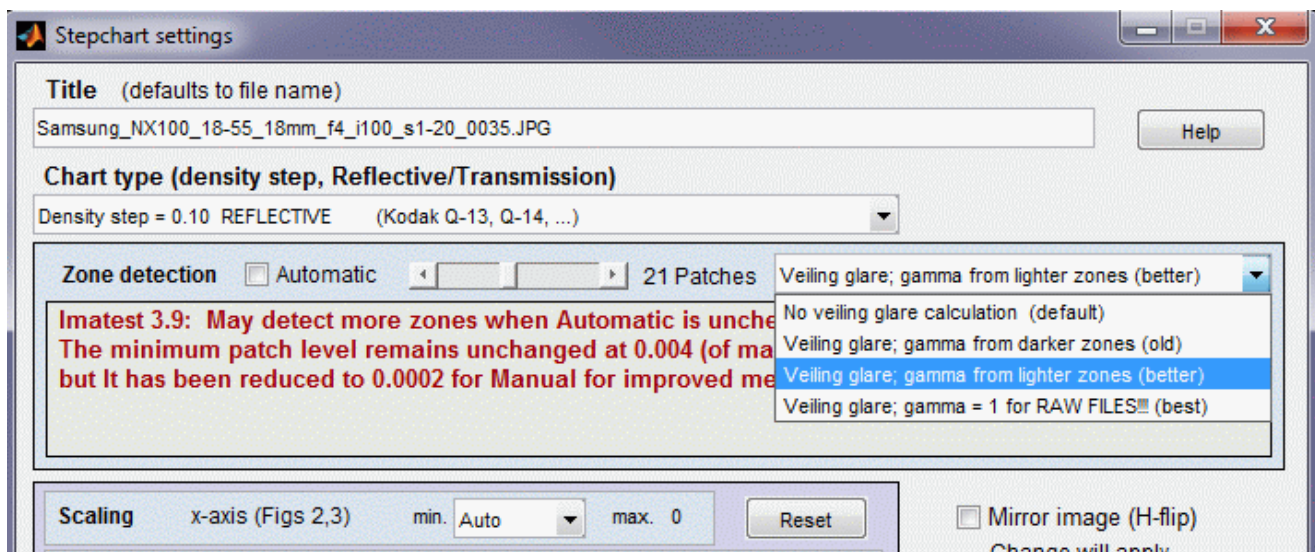 Stepchart settings
Title (defaults to file name)
Samsung_NX100_18-55_18mm_f4_i100_s1-20_0035.JPG
Help
Chart type (density step, Reflective/Transmission)
Density step = 0.10 REFLECTIVE (Kodak Q-13, Q-14, ...)
Zone detection Automatic 21 Patches Veiling glare; gamma from lighter zones (better)
No veiling glare calculation (default)
Veiling glare; gamma from darker zones (old)
Veiling glare; gamma from lighter zones (better)
Veiling glare; gamma = 1 for RAW FILES!!! (best)
Imatest 3.9: May detect more zones when Automatic is unche
The minimum patch level remains unchanged at 0.004 (of ma
but It has been reduced to 0.0002 for Manual for improved me
Scaling x-axis (Figs 2,3) min. Auto max. 0 Reset
Mirror image (H-flip)
Change will apply